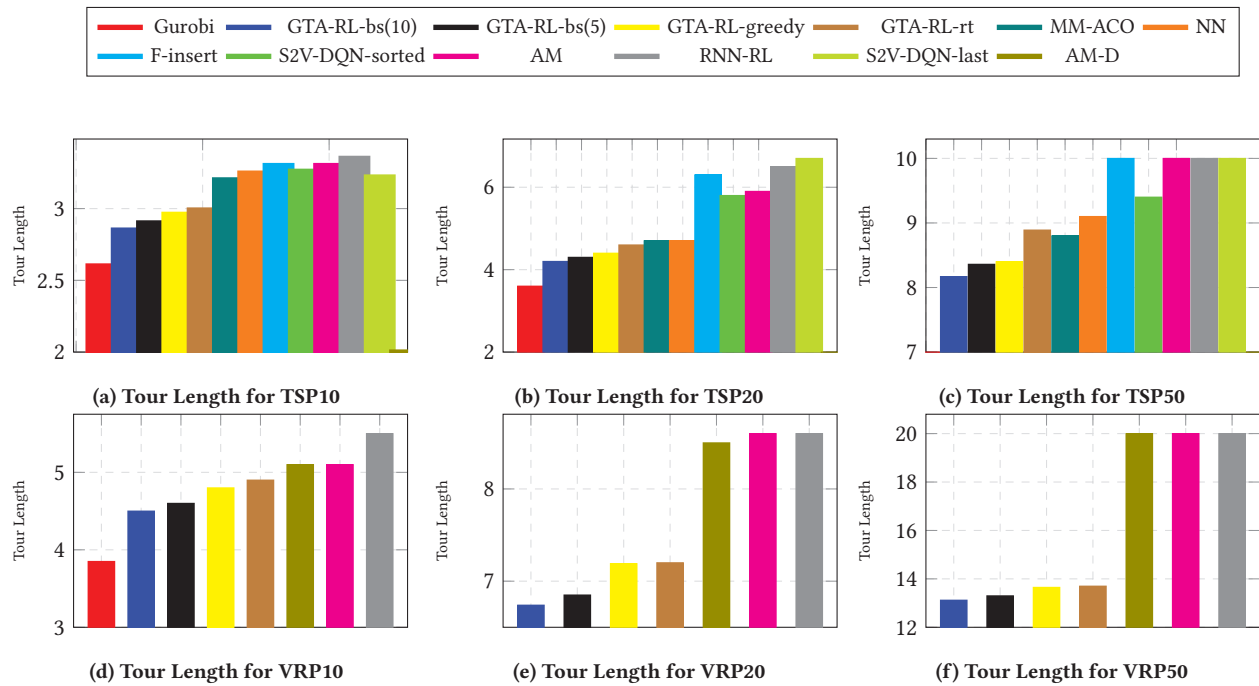 Gurobi GTA-RL-bs(10) GTA-RL-bs(5) GTA-RL-greedy GTA-RL-rt MM-ACO NN
F-insert S2V-DQN-sorted AM RNN-RL S2V-DQN-last AM-D
Tour Length
3
2.5
2
(a) Tour Length for TSP10
Tour Length
6
4
2
(b) Tour Length for TSP20
Tour Length
10
9
8
7
(c) Tour Length for TSP50
Tour Length
5
4
3
(d) Tour Length for VRP10
Tour Length
8
7
(e) Tour Length for VRP20
Tour Length
20
18
16
14
12
(f) Tour Length for VRP50